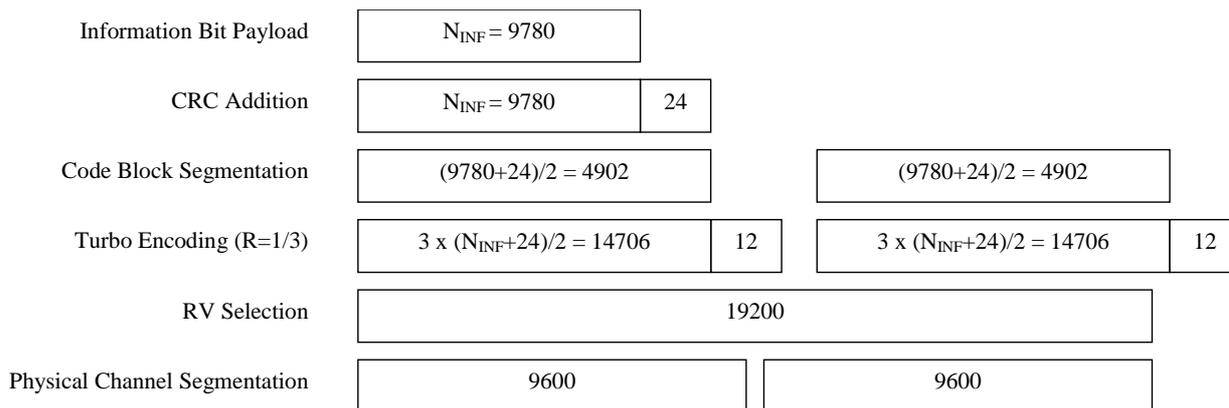 Information Bit Payload N_INF = 9780
CRC Addition N_INF = 9780 24
Code Block Segmentation (9780+24)/2 = 4902 (9780+24)/2 = 4902
Turbo Encoding (R=1/3) 3 x (N_INF+24)/2 = 14706 12 3 x (N_INF+24)/2 = 14706 12
RV Selection 19200
Physical Channel Segmentation 9600 9600